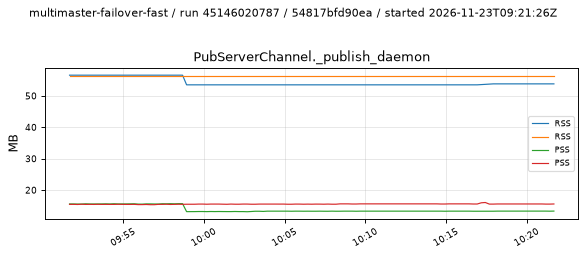 multimaster-failover-fast / run 45146020787 / 54817bfd90ea / started 2026-11-23T09:21:26Z
PubServerChannel._publish_daemon
MB
50
40
30
20
RSS
RSS
PSS
PSS
09:55
10:00
10:05
10:10
10:15
10:20